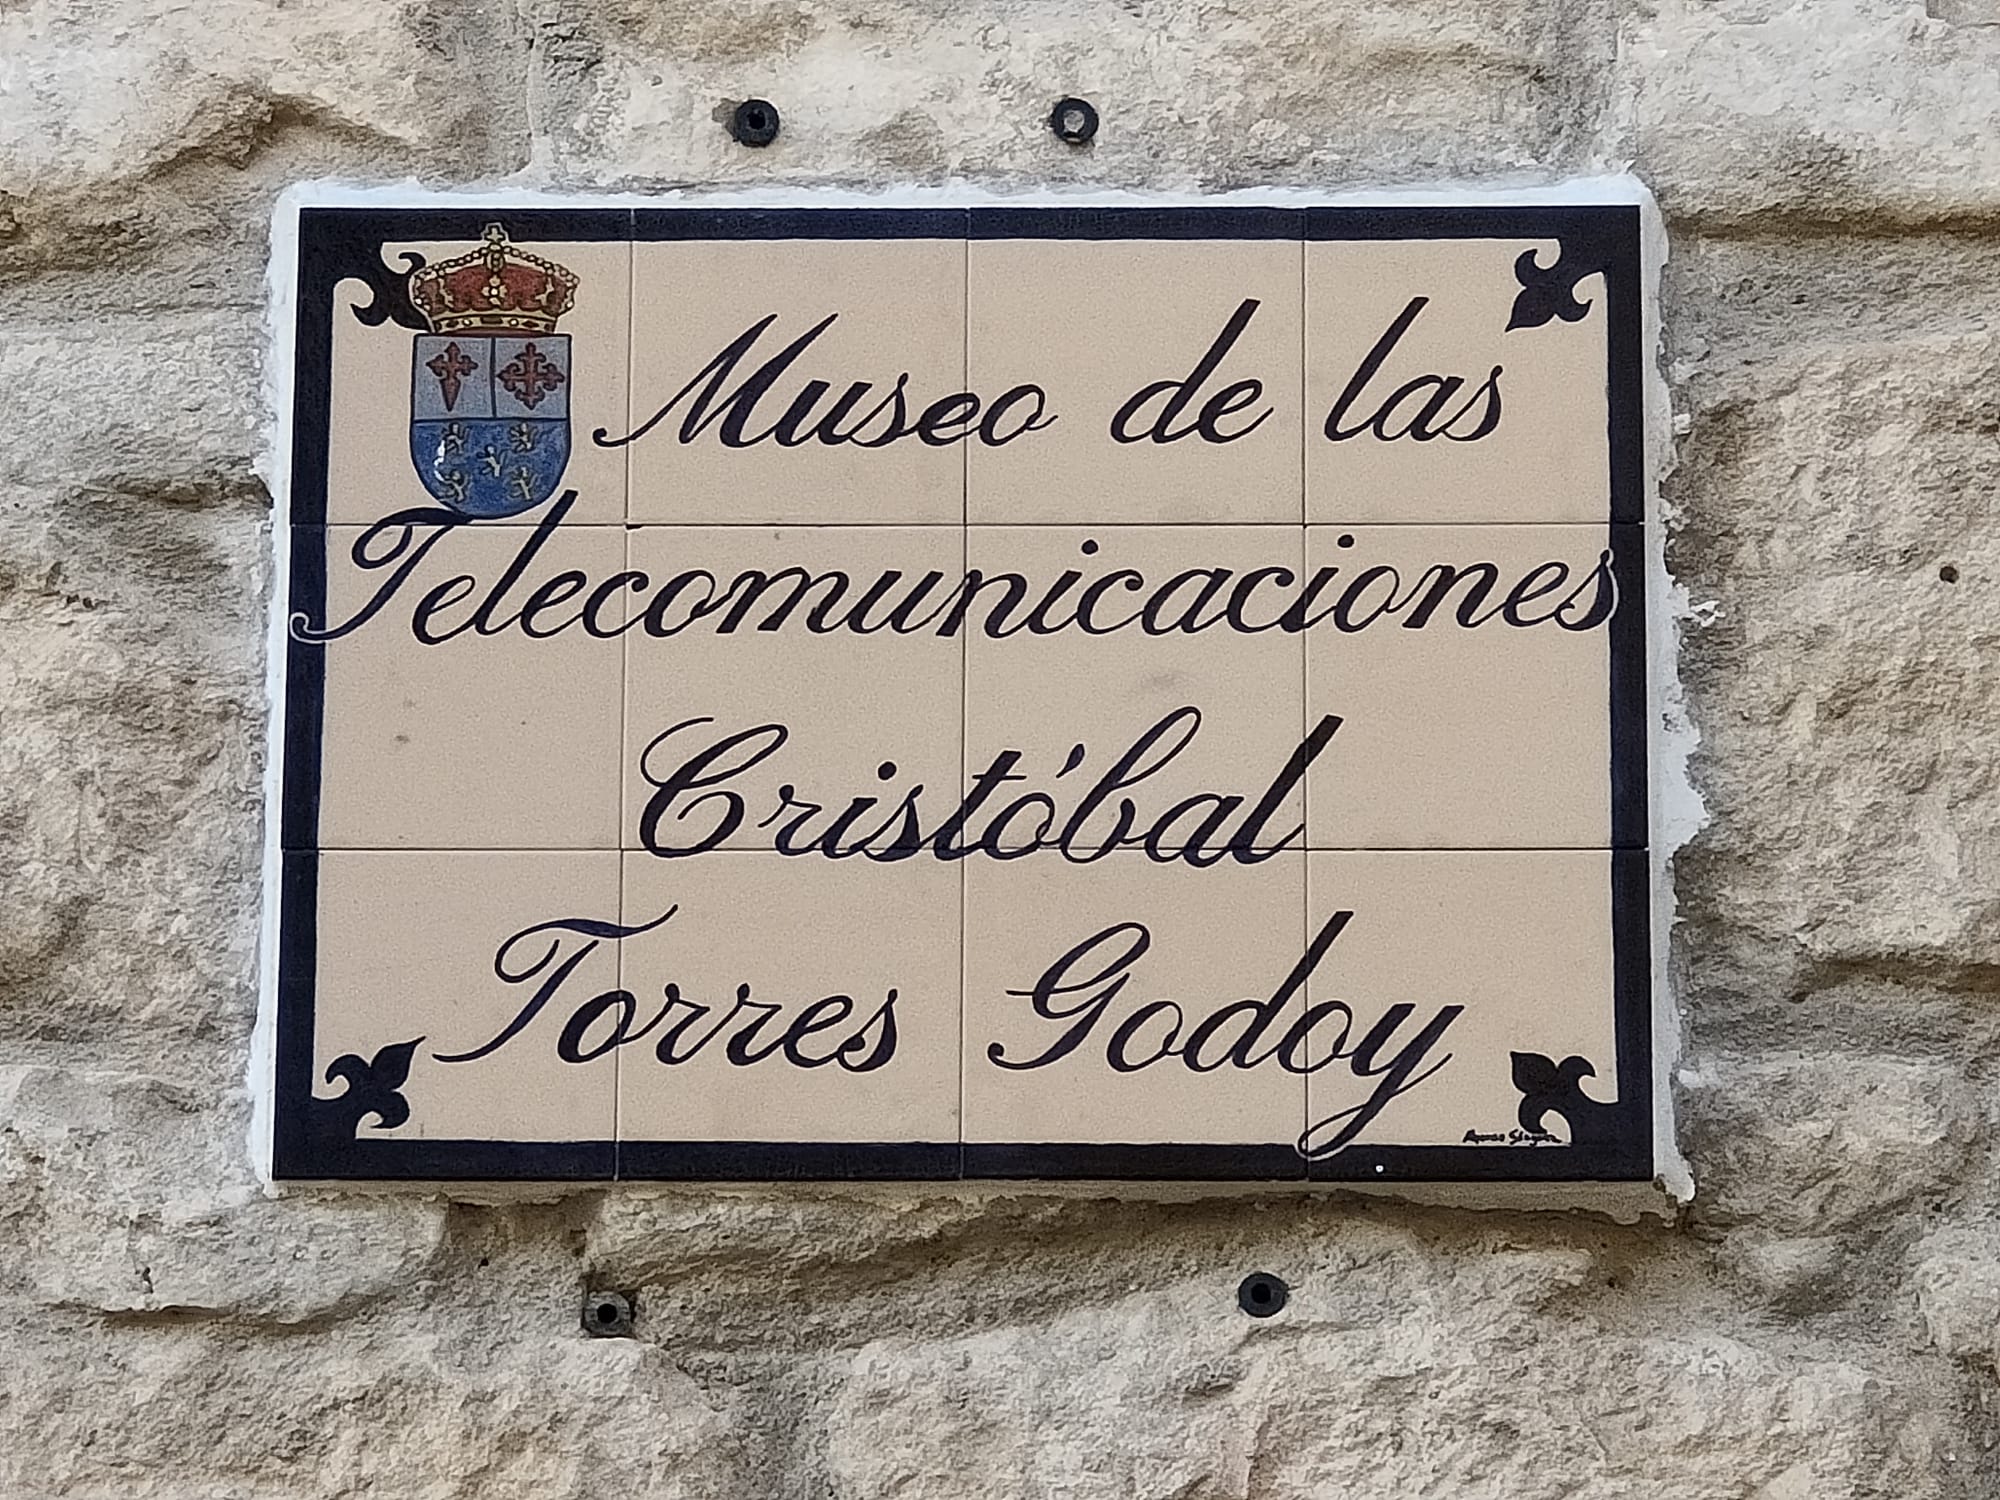 Museo de las
Telecomunicaciones
Cristóbal
Torres Godoy